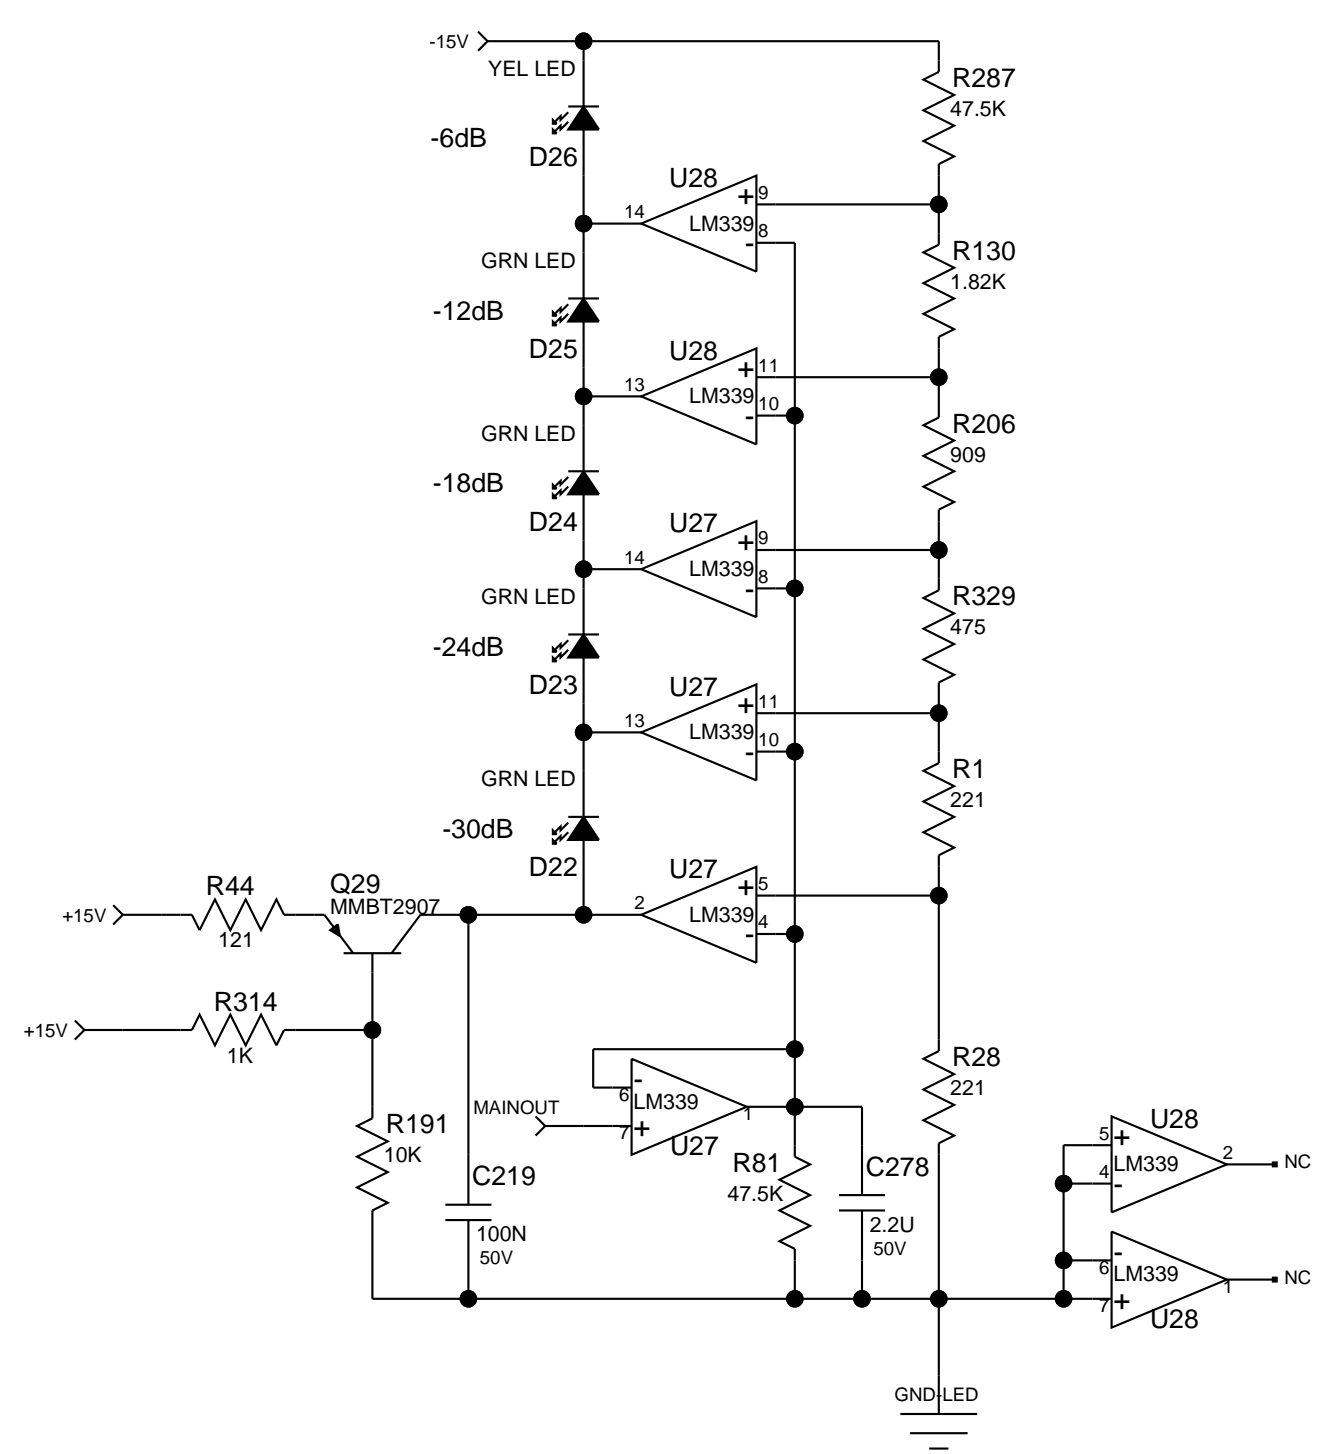 -15V
YEL LED
R287
47.5K
-6dB
D26
U28
+
9
14
LM339
8
-
GRN LED
R130
1.82K
-12dB
D25
U28
+
11
13
LM339
10
-
GRN LED
R206
909
-18dB
D24
U27
+
9
14
LM339
8
-
GRN LED
R329
475
-24dB
D23
U27
+
11
13
LM339
10
-
GRN LED
R1
221
-30dB
D22
U27
+
5
2
LM339
4
-
R44
+15V
121
Q29
MMBT2907
R314
+15V
1K
R191
10K
C219
100N
50V
MAINOUT
-
6
LM339
7
+
1
U27
R81
47.5K
C278
2.2U
50V
R28
221
U28
5
+
LM339
4
-
2
NC
-
6
LM339
7
+
1
NC
U28
GND-LED